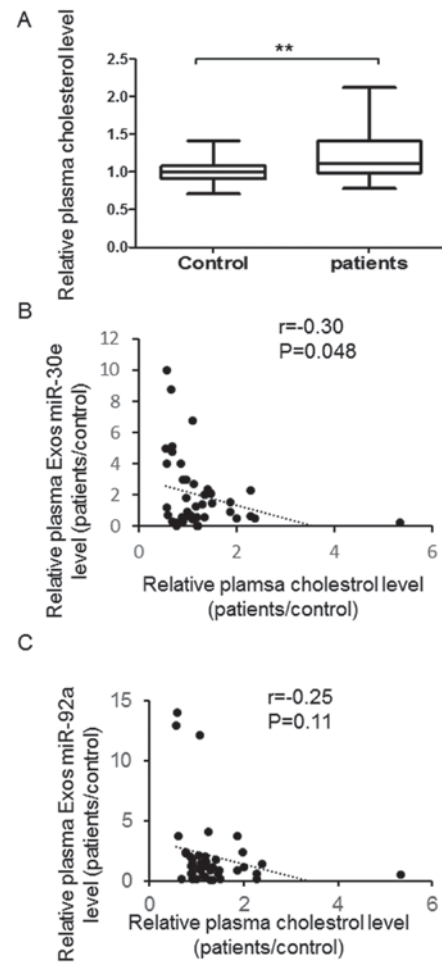 A
Relative plasma cholesterol level
**
2.5
2.0
1.5
1.0
0.5
0.0
Control patients
B
Relative plasma Exos miR-30e
level (patients/control)
r=-0.30
P=0.048
12
10
8
6
4
2
0
0 2 4 6
Relative plamsa cholestrol level
(patients/control)
C
Relative plasma Exos miR-92a
level (patients/control)
r=-0.25
P=0.11
15
10
5
0
0 2 4 6
Relative plasma cholestrol level
(patients/control)